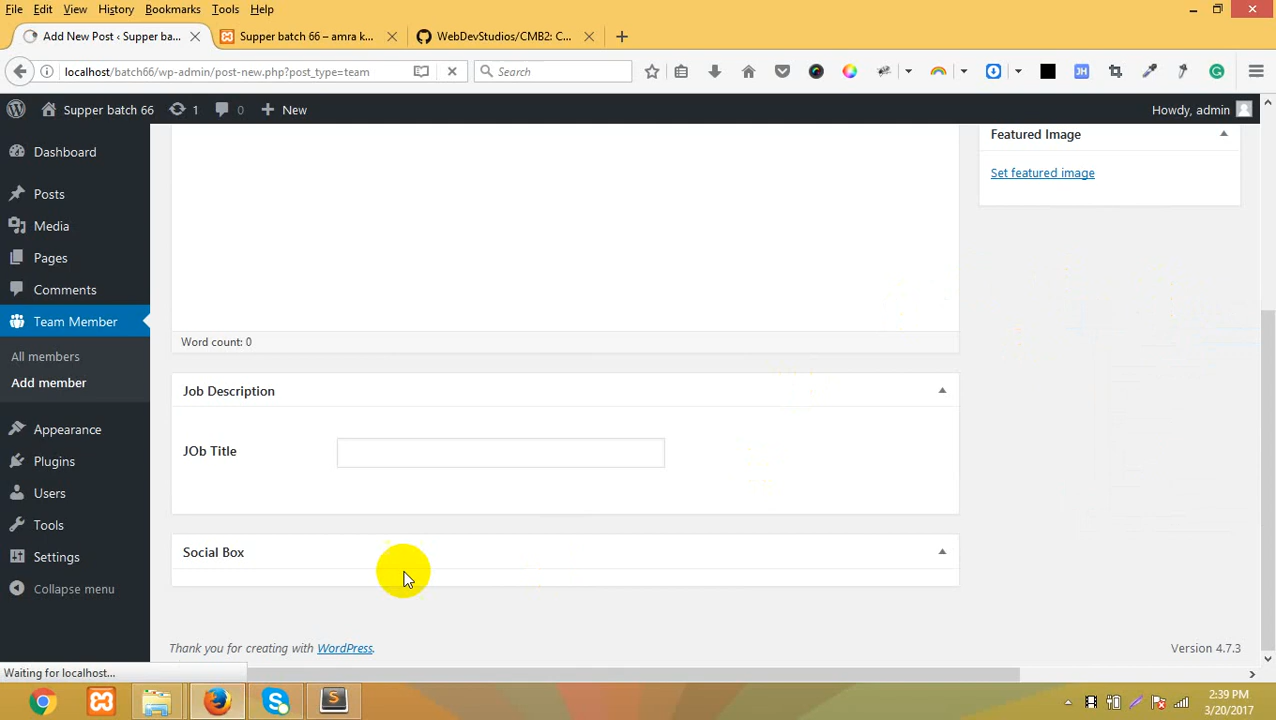 File Edit View History Bookmarks Tools Help
Add New Post ‹ Supper ba... Supper batch 66 – amra k... WebDevStudios/CMB2: C...
localhost/batch66/wp-admin/post-new.php?post_type=team Search
JH
Supper batch 66 1 0 New Howdy, admin
Dashboard
Posts
Media
Pages
Comments
Team Member
All members
Add member
Appearance
Plugins
Users
Tools
Settings
Collapse menu
Featured Image
Set featured image
Word count: 0
Job Description
JOb Title
Social Box
Thank you for creating with WordPress.
Version 4.7.3
Waiting for localhost...
2:39 PM
3/20/2017